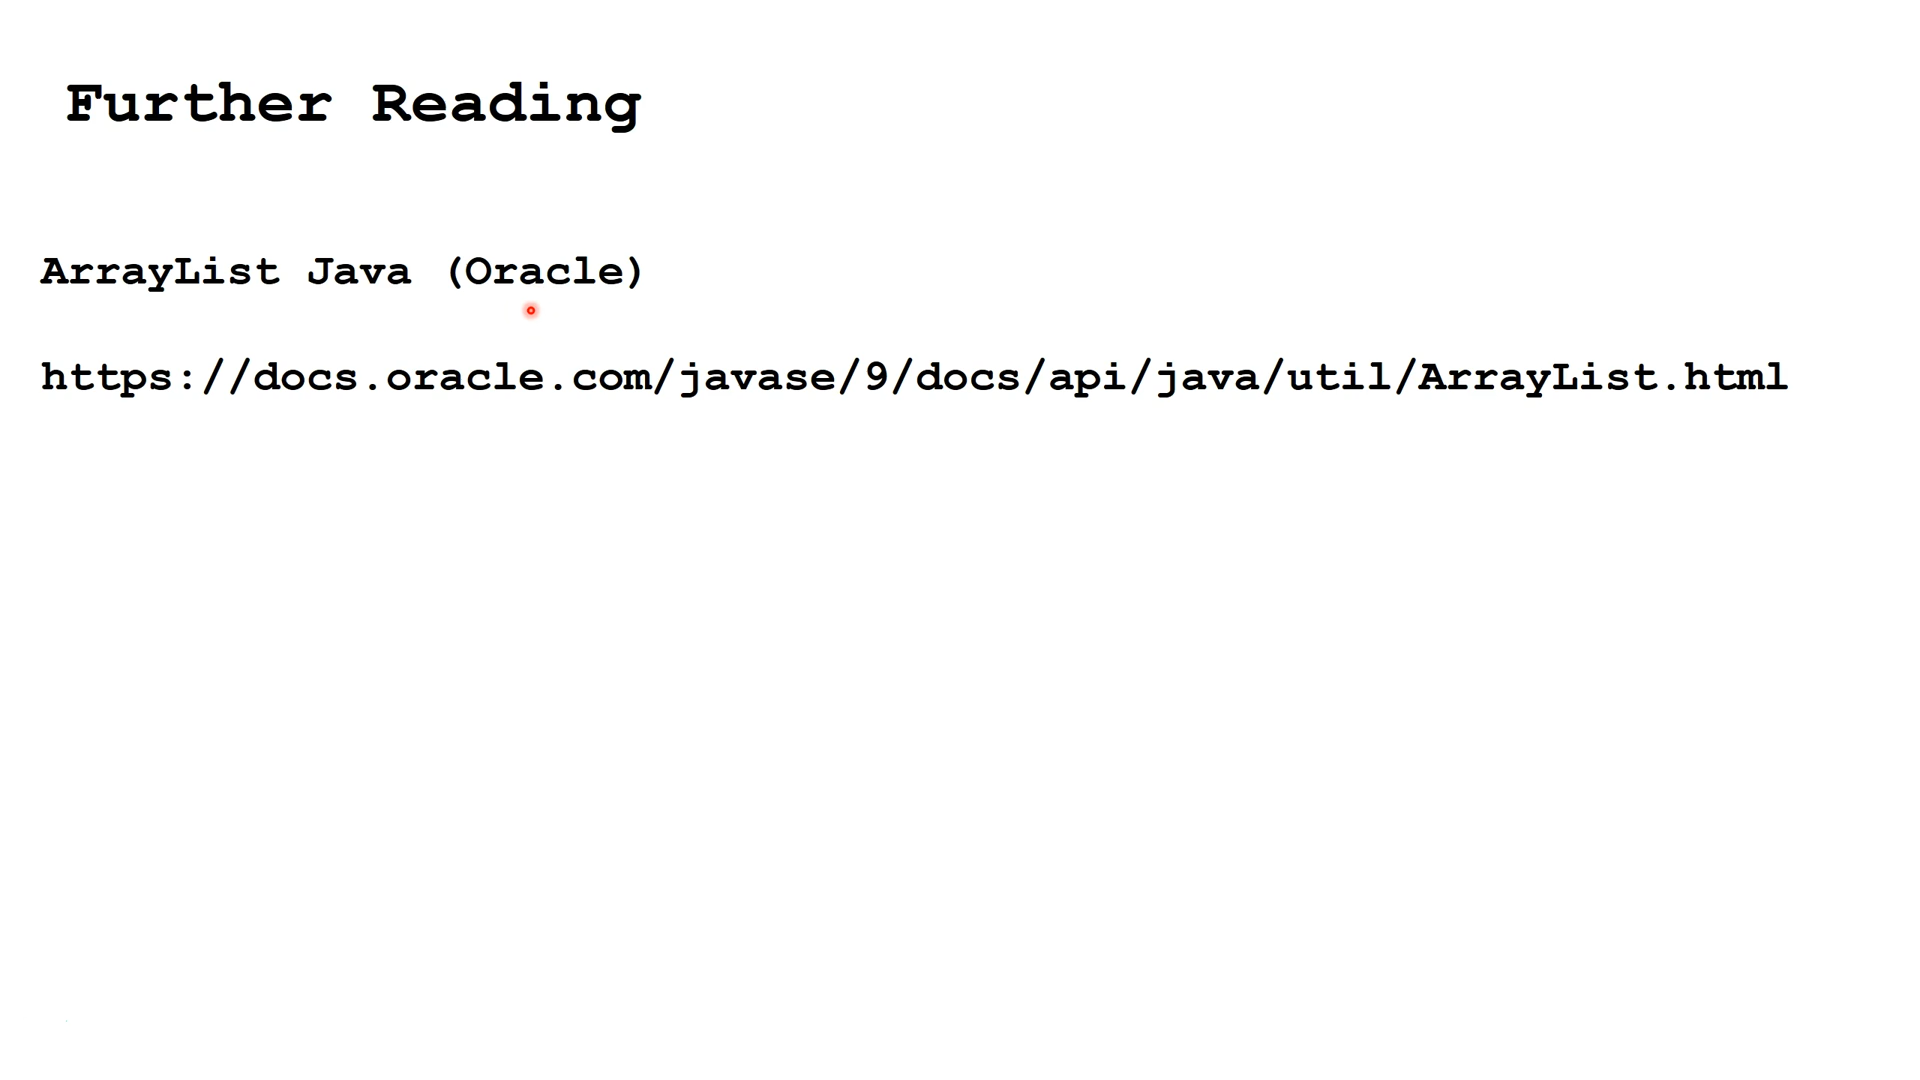 Further Reading
ArrayList Java (Oracle)
https://docs.oracle.com/javase/9/docs/api/java/util/ArrayList.html